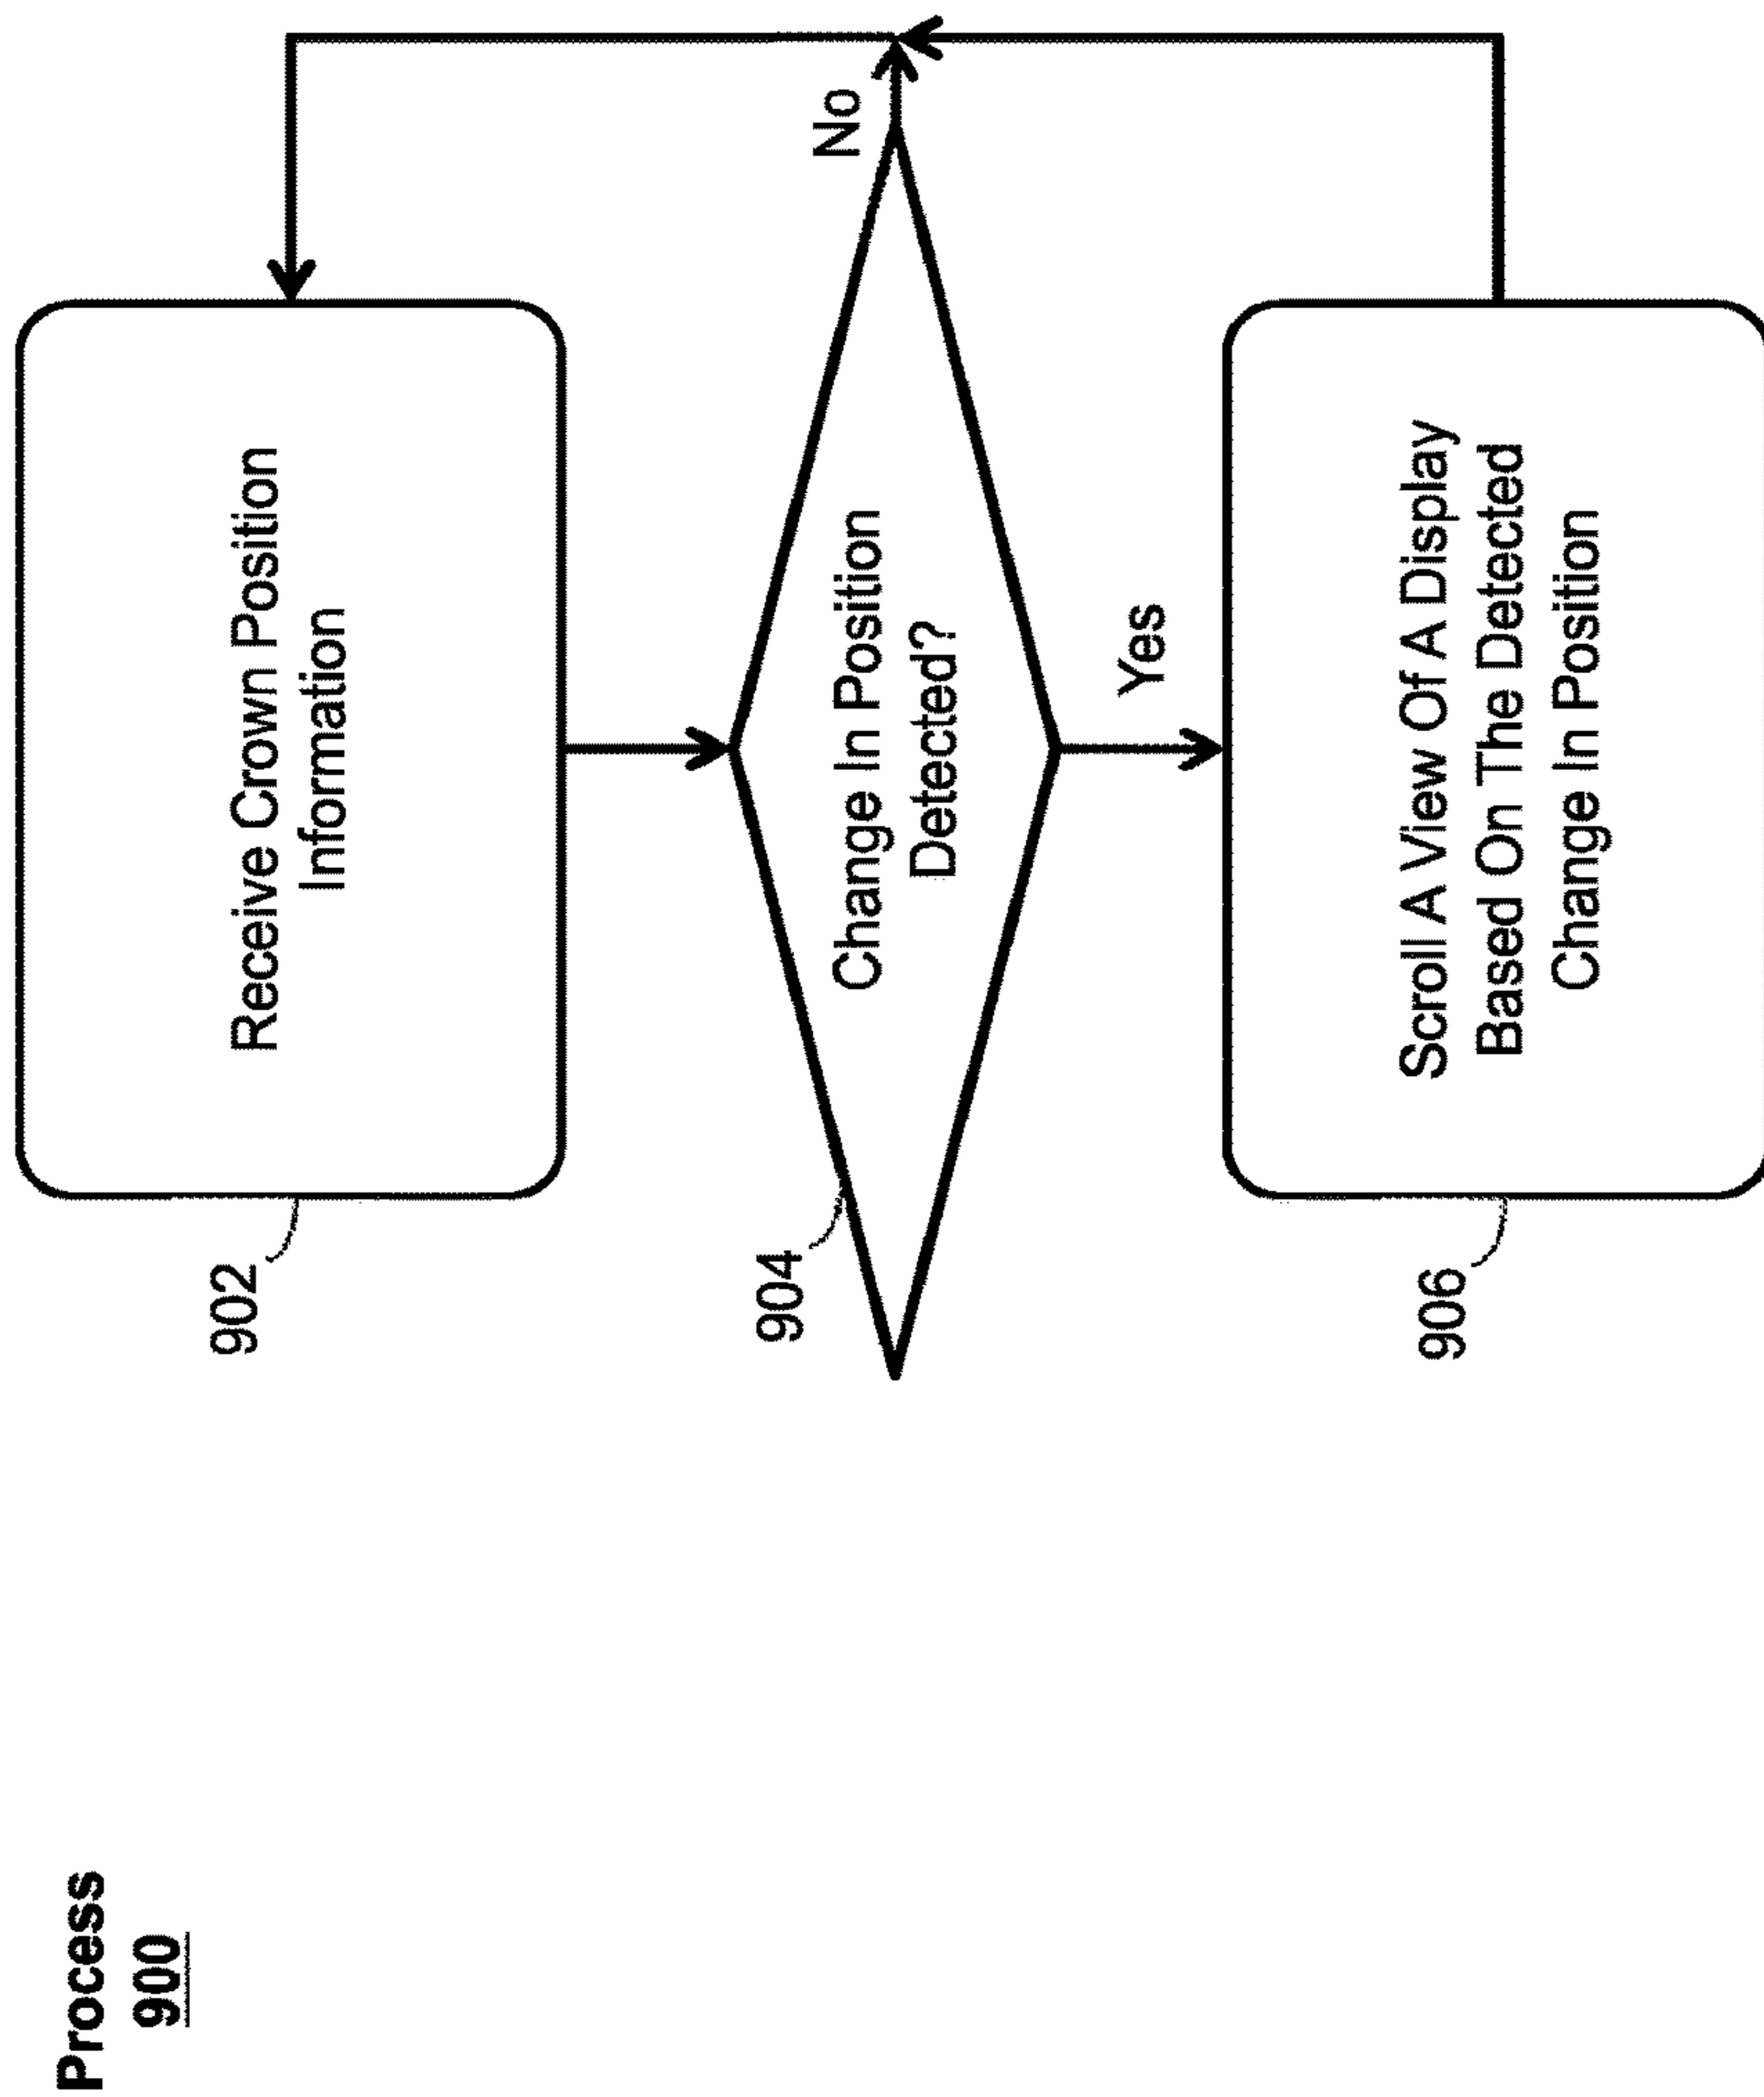 Process
900
902
Receive Crown Position
Information
904
Change In Position
Detected?
No
Yes
906
Scroll A View Of A Display
Based On The Detected
Change In Position